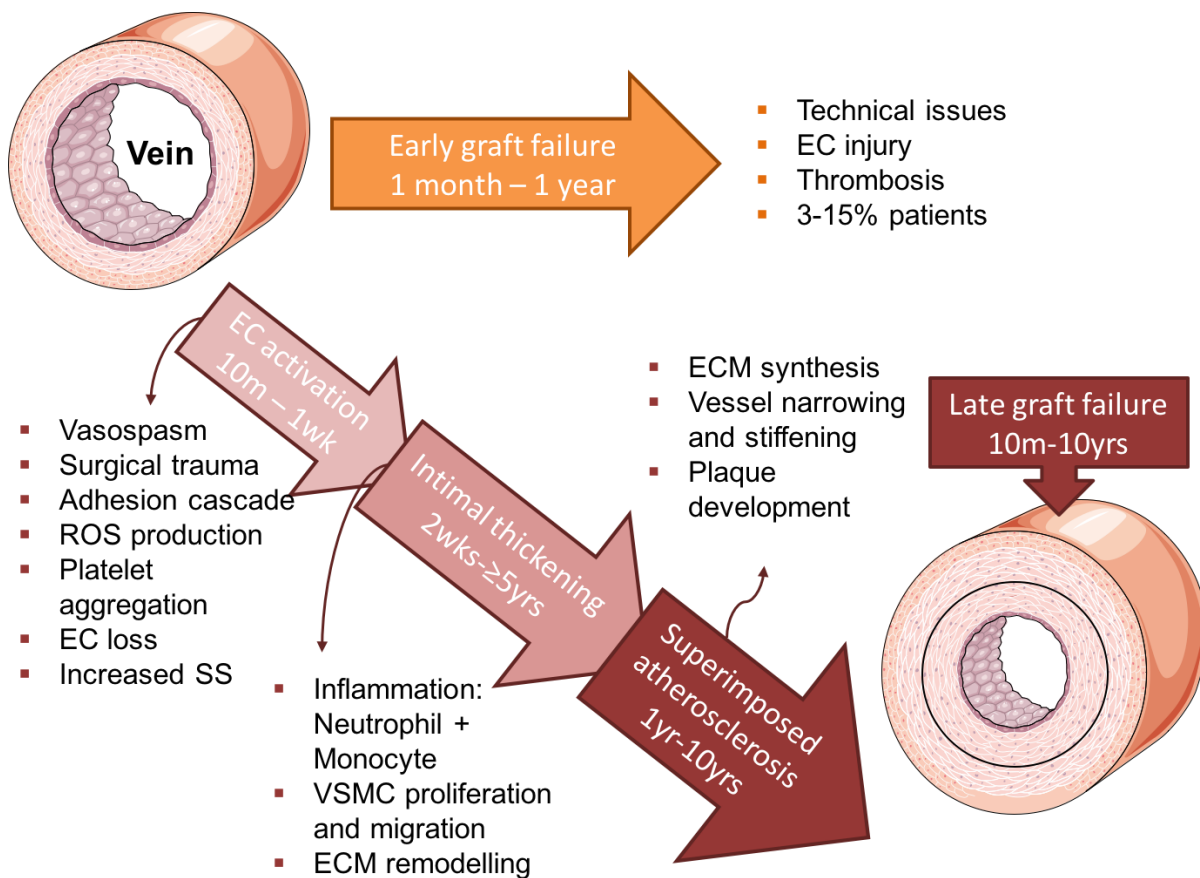 Vein
Early graft failure
1 month – 1 year
▪ Technical issues
▪ EC injury
▪ Thrombosis
▪ 3-15% patients
EC activation
10m – 1wk
▪ Vasospasm
▪ Surgical trauma
▪ Adhesion cascade
▪ ROS production
▪ Platelet
aggregation
▪ EC loss
▪ Increased SS
Intimal thickening
2wks-≥5yrs
▪ Inflammation:
Neutrophil +
Monocyte
▪ VSMC proliferation
and migration
▪ ECM remodelling
Superimposed
atherosclerosis
1yr-10yrs
▪ ECM synthesis
▪ Vessel narrowing
and stiffening
▪ Plaque
development
Late graft failure
10m-10yrs